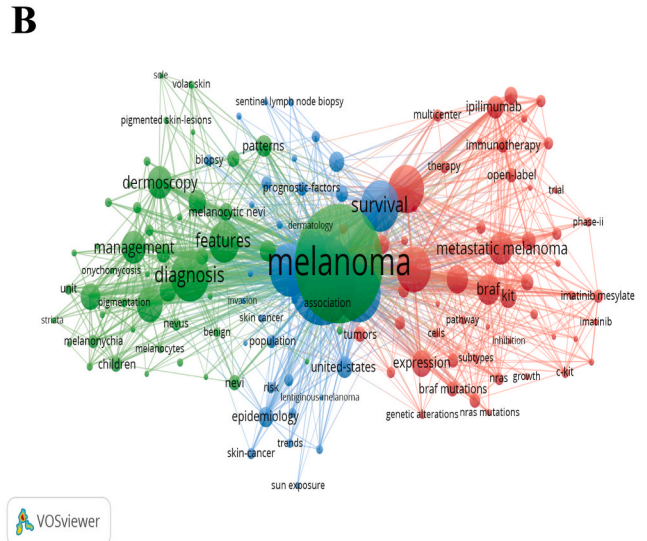 B
sole
volar skin
ipilimumab
sentinel lymph node biopsy
multicenter
pigmented skin-lesions
patterns
immunotherapy
biopsy
therapy
dermoscopy
prognostic-factors
open-label
trial
survival
melanocytic nevi
dermatology
phase-ii
features
management
metastatic melanoma
melanoma
onychomycosis
diagnosis
unit
braf
kit
imatinib mesylate
pigmentation
invasion
association
striata
nevus
skin cancer
pathway
imatinib
benign
tumors
cells
melanonychia
population
inhibition
melanocytes
children
united-states
expression
subtypes
nevi
risk
nras
growth
c-kit
braf mutations
lentiginous melanoma
epidemiology
genetic alterations
nras mutations
trends
skin-cancer
sun exposure
VOSviewer